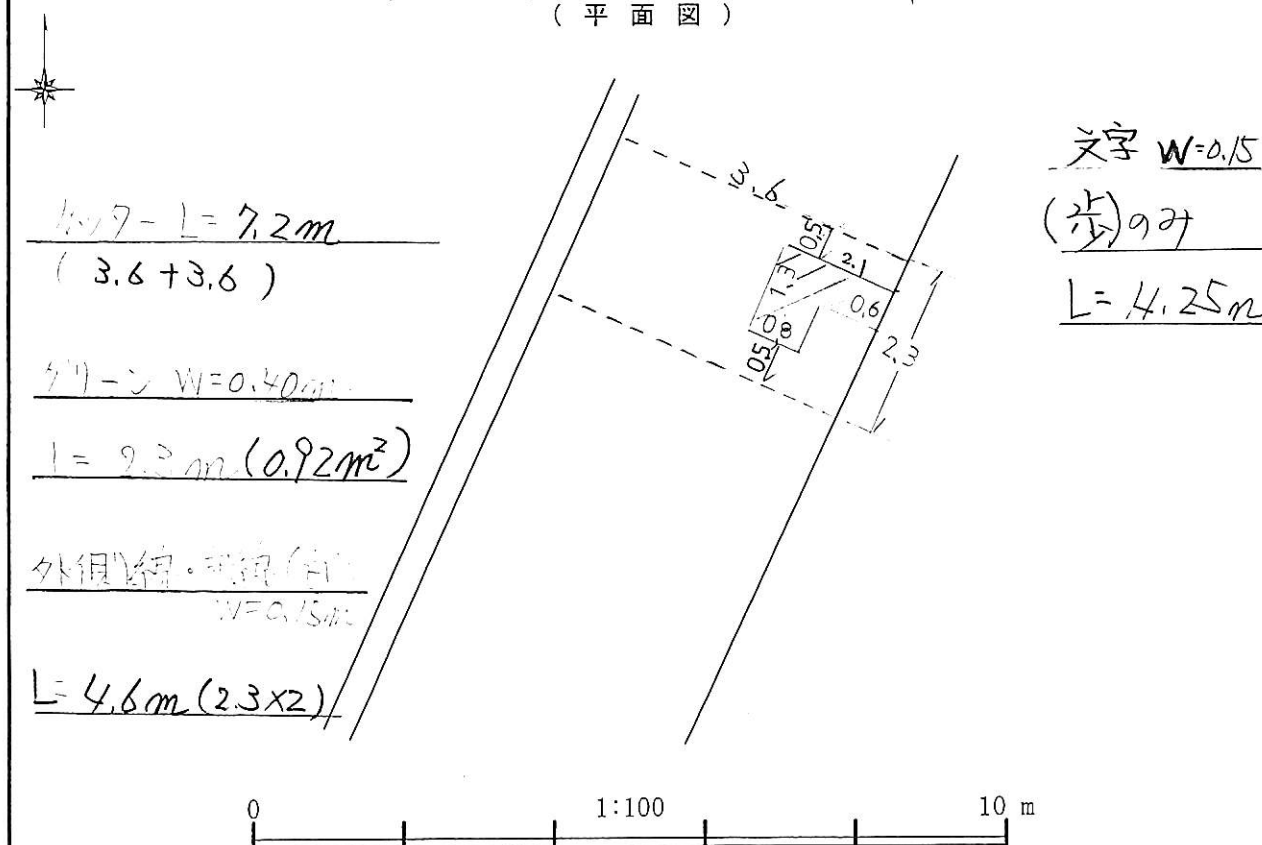 (平面図)
カッター L=7.2m
(3.6+3.6)
グリーン W=0.40m
L=2.3m(0.92m²)
外側線・
W=0.15m
L=4.6m(2.3×2)
3.6
0.5
2.1
1.3
0.6
0.8
0.5
2.3
文字 W=0.15
(歩)のみ
L=4.25m
0 1:100 10 m